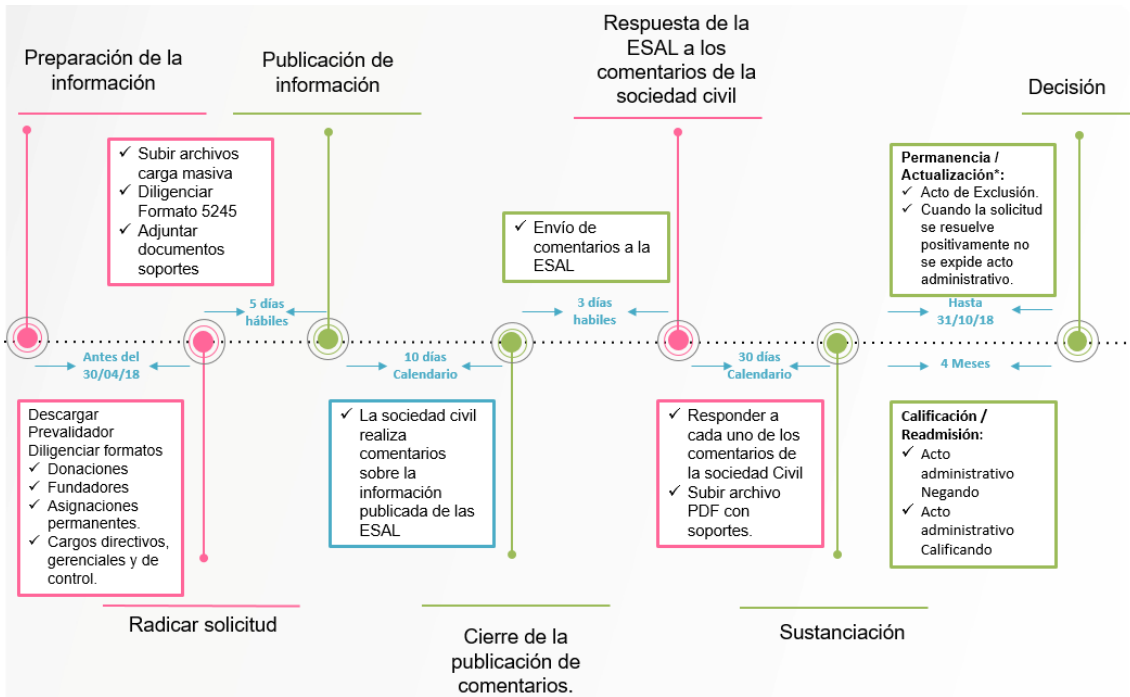 Preparación de la
información
Publicación de
información
Respuesta de la
ESAL a los
comentarios de la
sociedad civil
Decisión
✓ Subir archivos
carga masiva
✓ Diligenciar
Formato 5245
✓ Adjuntar
documentos
soportes
✓ Envío de
comentarios a la
ESAL
Permanencia /
Actualización*:
✓ Acto de Exclusión.
✓ Cuando la solicitud
se resuelve
positivamente no
se expide acto
administrativo.
5 días
hábiles
3 días
habiles
Hasta
31/10/18
Antes del
30/04/18
10 días
Calendario
30 días
Calendario
4 Meses
Descargar
Prevalidador
Diligenciar formatos
✓ Donaciones
✓ Fundadores
✓ Asignaciones
permanentes.
✓ Cargos directivos,
gerenciales y de
control.
✓ La sociedad civil
realiza
comentarios
sobre la
información
publicada de las
ESAL
✓ Responder a
cada uno de los
comentarios de
la sociedad Civil
✓ Subir archivo
PDF con
soportes.
Calificación /
Readmisión:
✓ Acto
administrativo
Negando
✓ Acto
administrativo
Calificando
Radicar solicitud
Cierre de la
publicación de
comentarios.
Sustanciación